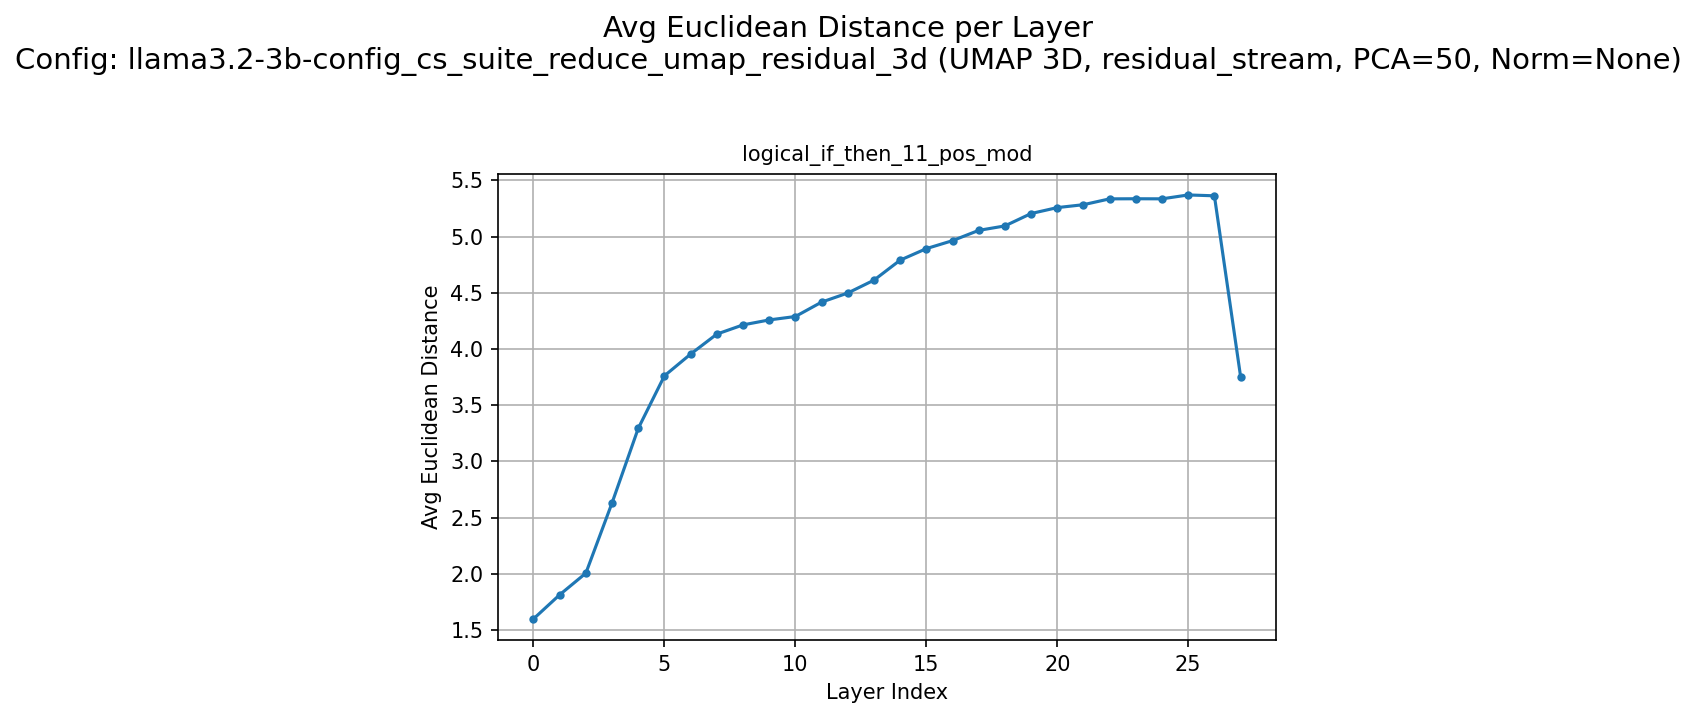 Avg Euclidean Distance per Layer
Config: llama3.2-3b-config_cs_suite_reduce_umap_residual_3d (UMAP 3D, residual_stream, PCA=50, Norm=None)
logical_if_then_11_pos_mod
Avg Euclidean Distance
5.5
5.0
4.5
4.0
3.5
3.0
2.5
2.0
1.5
0 5 10 15 20 25
Layer Index